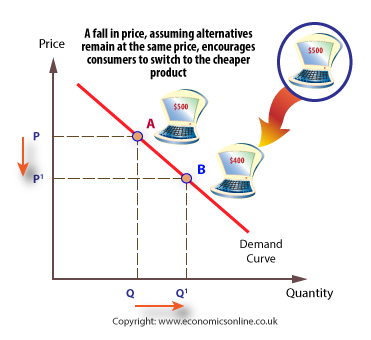 A fall in price, assuming alternatives
remain at the same price, encourages
consumers to switch to the cheaper
product
Price
$500
$500
A
P
$400
B
P¹
Demand
Curve
Q
Q¹
Quantity
Copyright: www.economicsonline.co.uk